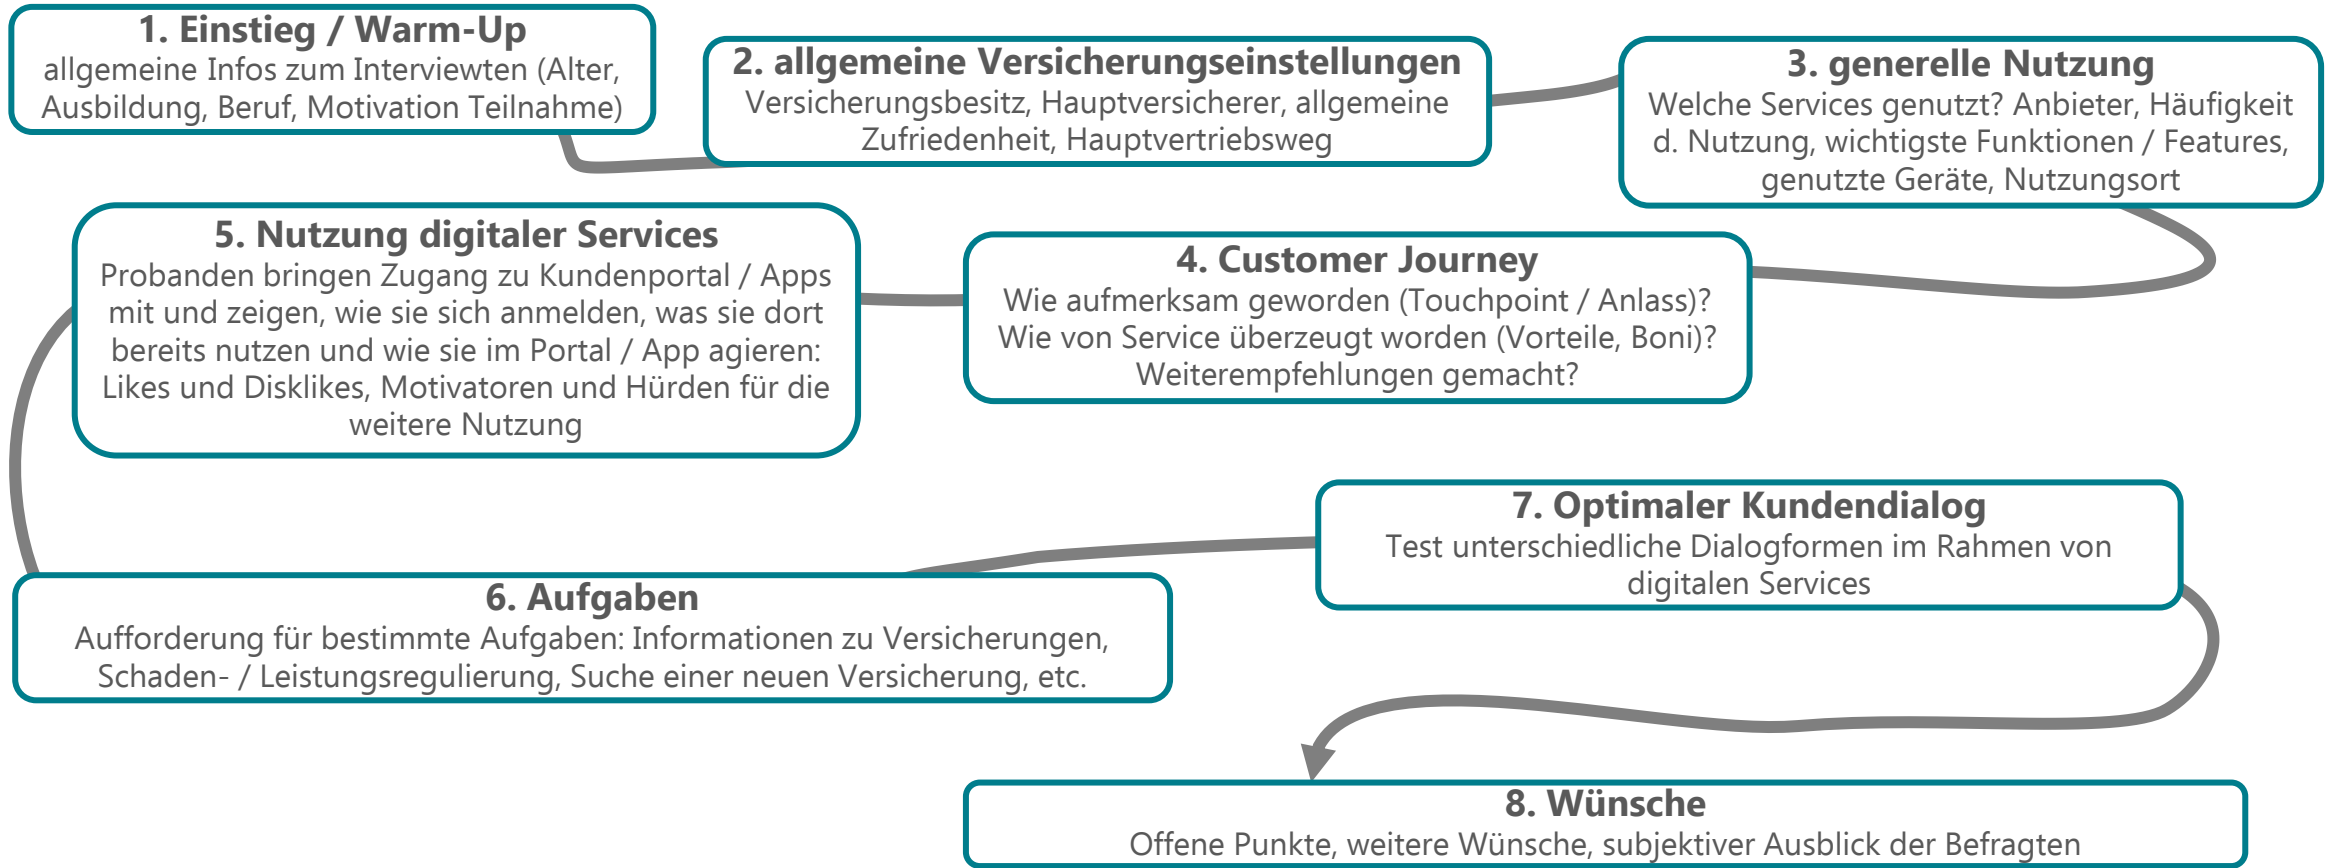 1. Einstieg / Warm-Up
allgemeine Infos zum Interviewten (Alter,
Ausbildung, Beruf, Motivation Teilnahme)
2. allgemeine Versicherungseinstellungen
Versicherungsbesitz, Hauptversicherer, allgemeine
Zufriedenheit, Hauptvertriebsweg
3. generelle Nutzung
Welche Services genutzt? Anbieter, Häufigkeit
d. Nutzung, wichtigste Funktionen / Features,
genutzte Geräte, Nutzungsort
4. Customer Journey
Wie aufmerksam geworden (Touchpoint / Anlass)?
Wie von Service überzeugt worden (Vorteile, Boni)?
Weiterempfehlungen gemacht?
5. Nutzung digitaler Services
Probanden bringen Zugang zu Kundenportal / Apps
mit und zeigen, wie sie sich anmelden, was sie dort
bereits nutzen und wie sie im Portal / App agieren:
Likes und Disklikes, Motivatoren und Hürden für die
weitere Nutzung
6. Aufgaben
Aufforderung für bestimmte Aufgaben: Informationen zu Versicherungen,
Schaden- / Leistungsregulierung, Suche einer neuen Versicherung, etc.
7. Optimaler Kundendialog
Test unterschiedliche Dialogformen im Rahmen von
digitalen Services
8. Wünsche
Offene Punkte, weitere Wünsche, subjektiver Ausblick der Befragten